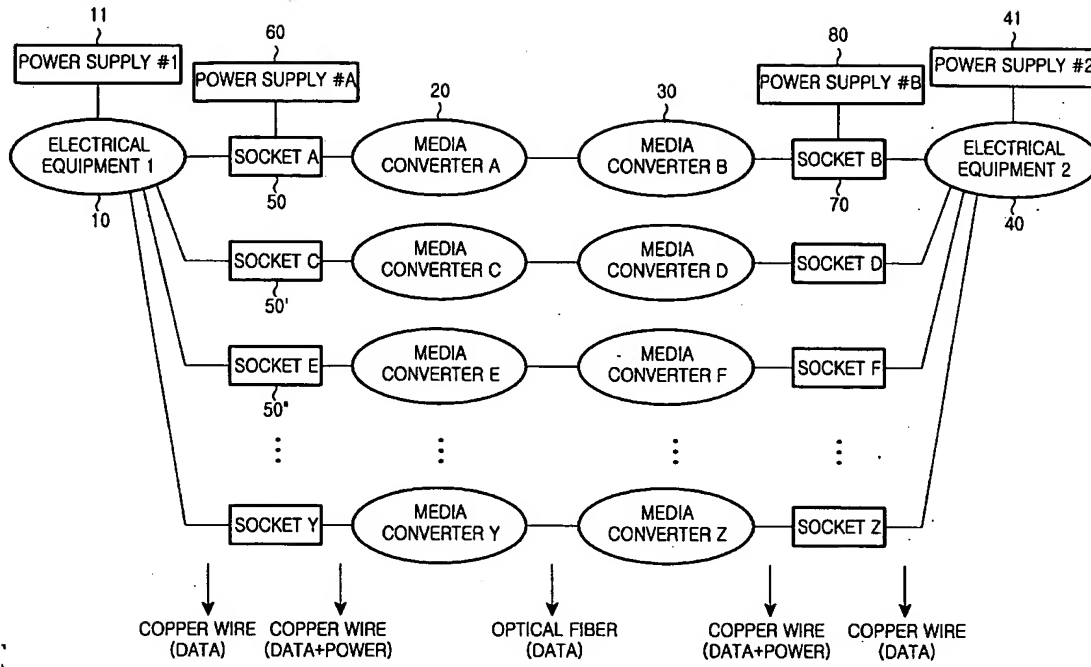 11
POWER SUPPLY #1
60
POWER SUPPLY #A
80
POWER SUPPLY #B
41
POWER SUPPLY #2
ELECTRICAL
EQUIPMENT 1
10
SOCKET A
50
20
MEDIA
CONVERTER A
30
MEDIA
CONVERTER B
SOCKET B
70
ELECTRICAL
EQUIPMENT 2
40
SOCKET C
50'
MEDIA
CONVERTER C
MEDIA
CONVERTER D
SOCKET D
SOCKET E
50"
MEDIA
CONVERTER E
MEDIA
CONVERTER F
SOCKET F
SOCKET Y
MEDIA
CONVERTER Y
MEDIA
CONVERTER Z
SOCKET Z
COPPER WIRE
(DATA)
COPPER WIRE
(DATA+POWER)
OPTICAL FIBER
(DATA)
COPPER WIRE
(DATA+POWER)
COPPER WIRE
(DATA)